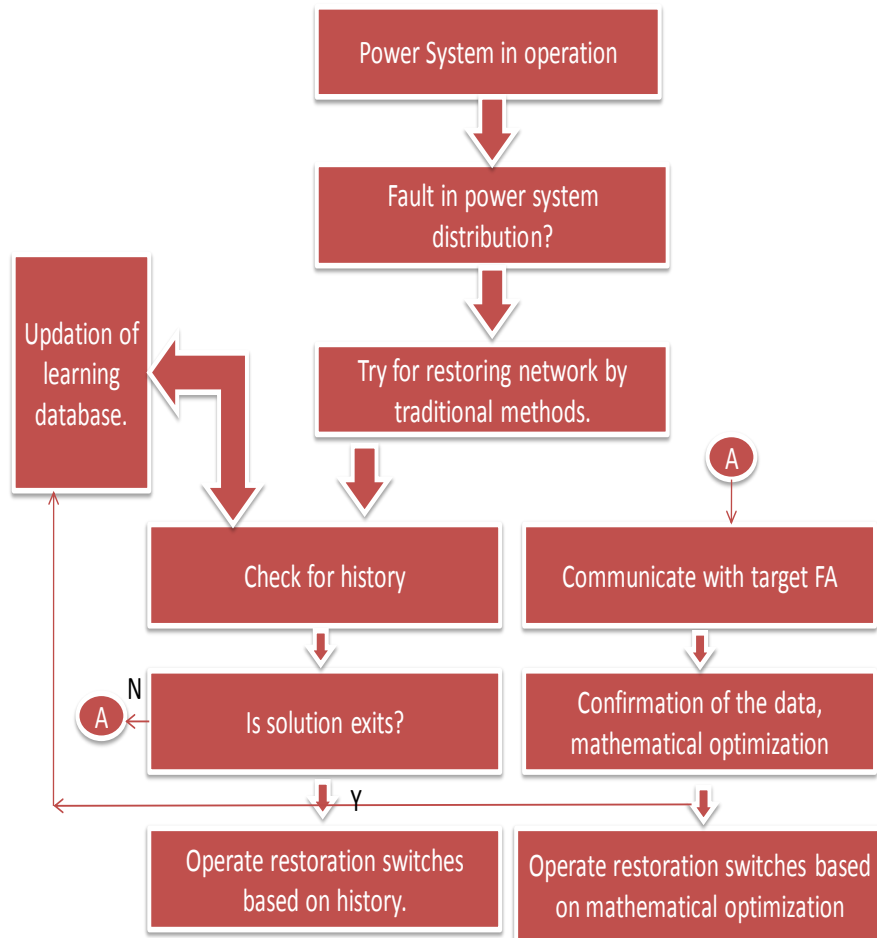 Power System in operation
Fault in power system
distribution?
Updation of
learning
database.
Try for restoring network by
traditional methods.
A
Check for history
Communicate with target FA
N
A
Is solution exits?
Confirmation of the data,
mathematical optimization
Y
Operate restoration switches
based on history.
Operate restoration switches based
on mathematical optimization